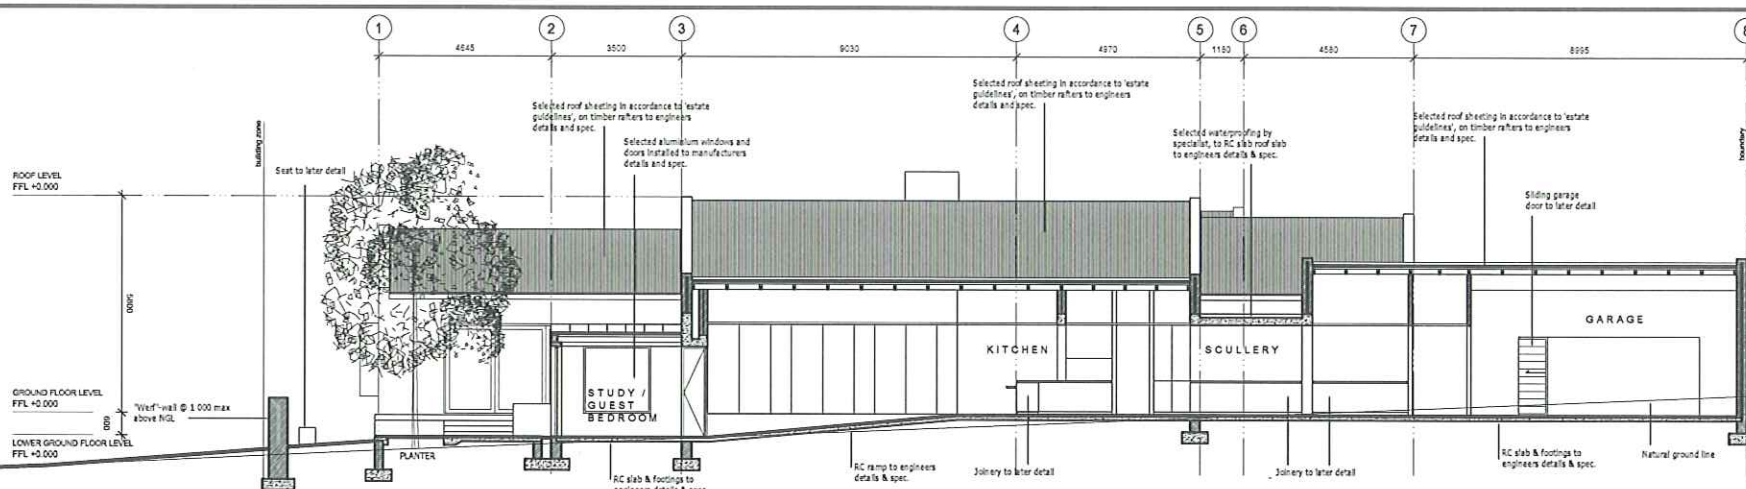 1 2 3 4 5 6 7 8
4645 3500 9030 4970 1180 4580 8995
building zone
boundary
Selected roof sheeting in accordance to 'estate
guidelines', on timber rafters to engineers
details and spec.
Selected aluminium windows and
doors installed to manufacturers
details and spec.
Selected roof sheeting in accordance to 'estate
guidelines', on timber rafters to engineers
details and spec.
Selected waterproofing by
specialist, to RC slab roof slab
to engineers details & spec.
Selected roof sheeting in accordance to 'estate
guidelines', on timber rafters to engineers
details and spec.
Seat to later detail
Sliding garage
door to later detail
ROOF LEVEL
FFL +0.000
600
GROUND FLOOR LEVEL
FFL +0.000
LOWER GROUND FLOOR LEVEL
FFL +0.000
"Werf"-wall @ 1 000 max
above NGL
STUDY /
GUEST
BEDROOM
KITCHEN
SCULLERY
GARAGE
PLANTER
RC slab & footings to
engineers details & spec.
RC ramp to engineers
details & spec.
Joinery to later detail
Joinery to later detail
RC slab & footings to
engineers details & spec.
Natural ground line